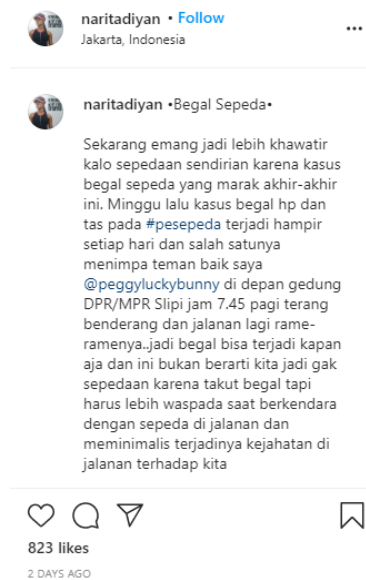 naritadiyan • Follow
Jakarta, Indonesia
naritadiyan •Begal Sepeda•
Sekarang emang jadi lebih khawatir
kalo sepedaan sendirian karena kasus
begal sepeda yang marak akhir-akhir
ini. Minggu lalu kasus begal hp dan
tas pada #pesepeda terjadi hampir
setiap hari dan salah satunya
menimpa teman baik saya
@peggyluckybunny di depan gedung
DPR/MPR Slipi jam 7.45 pagi terang
benderang dan jalanan lagi rame-
ramenya..jadi begal bisa terjadi kapan
aja dan ini bukan berarti kita jadi gak
sepedaan karena takut begal tapi
harus lebih waspada saat berkendara
dengan sepeda di jalanan dan
meminimalis terjadinya kejahatan di
jalanan terhadap kita
823 likes
2 DAYS AGO